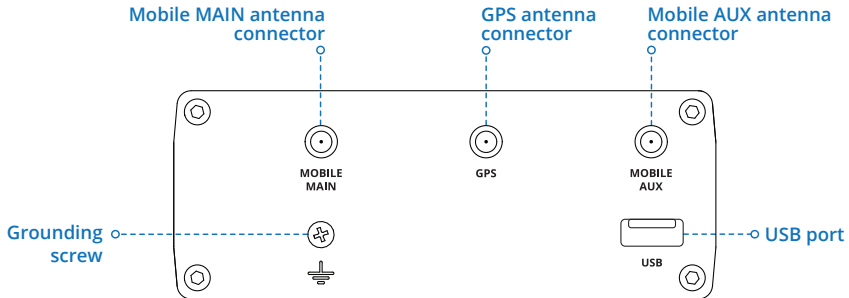 Mobile MAIN antenna
connector
GPS antenna
connector
Mobile AUX antenna
connector
MOBILE
MAIN
GPS
MOBILE
AUX
Grounding
screw
USB port
USB